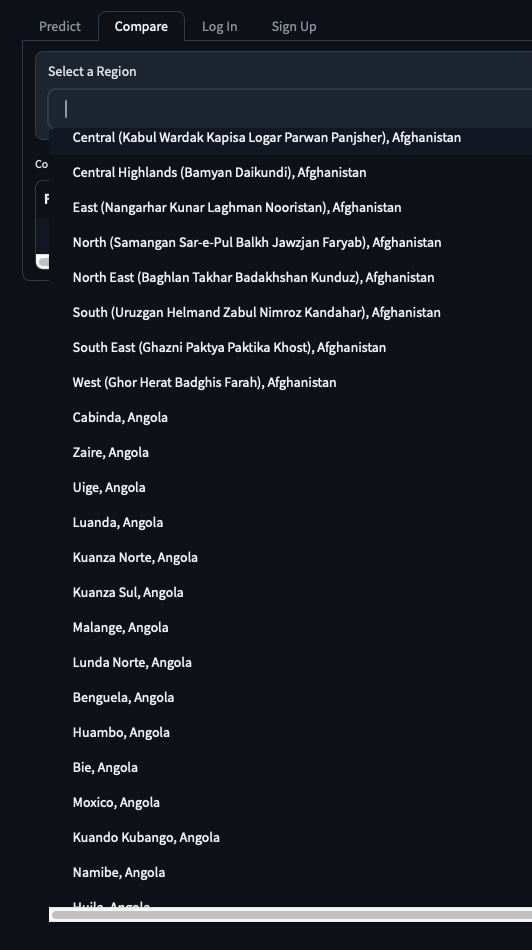 Predict Compare Log In Sign Up
Select a Region
Central (Kabul Wardak Kapisa Logar Parwan Panjsher), Afghanistan
Co
Central Highlands (Bamyan Daikundi), Afghanistan
East (Nangarhar Kunar Laghman Nooristan), Afghanistan
North (Samangan Sar-e-Pul Balkh Jawzjan Faryab), Afghanistan
North East (Baghlan Takhar Badakhshan Kunduz), Afghanistan
South (Uruzgan Helmand Zabul Nimroz Kandahar), Afghanistan
South East (Ghazni Paktya Paktika Khost), Afghanistan
West (Ghor Herat Badghis Farah), Afghanistan
Cabinda, Angola
Zaire, Angola
Uige, Angola
Luanda, Angola
Kuanza Norte, Angola
Kuanza Sul, Angola
Malange, Angola
Lunda Norte, Angola
Benguela, Angola
Huambo, Angola
Bie, Angola
Moxico, Angola
Kuando Kubango, Angola
Namibe, Angola
Huila, Angola